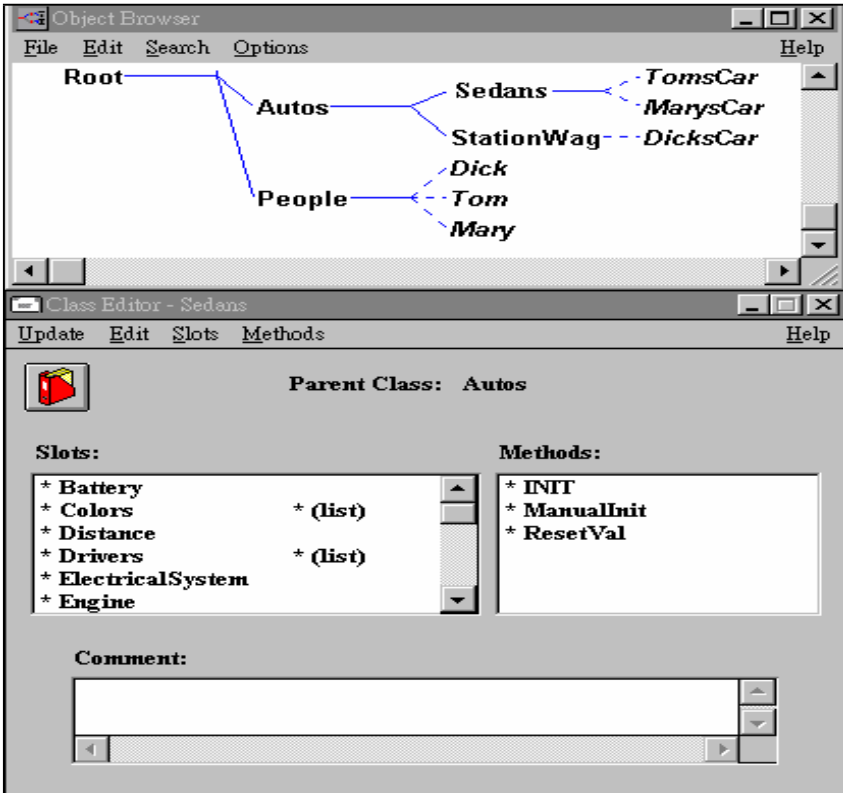 Object Browser
File Edit Search Options Help
Root
Autos
Sedans
TomsCar
MarysCar
StationWag
DicksCar
People
Dick
Tom
Mary
Class Editor - Sedans
Update Edit Slots Methods Help
Parent Class: Autos
Slots:
* Battery
* Colors * (list)
* Distance
* Drivers * (list)
* ElectricalSystem
* Engine
Methods:
* INIT
* ManualInit
* ResetVal
Comment: